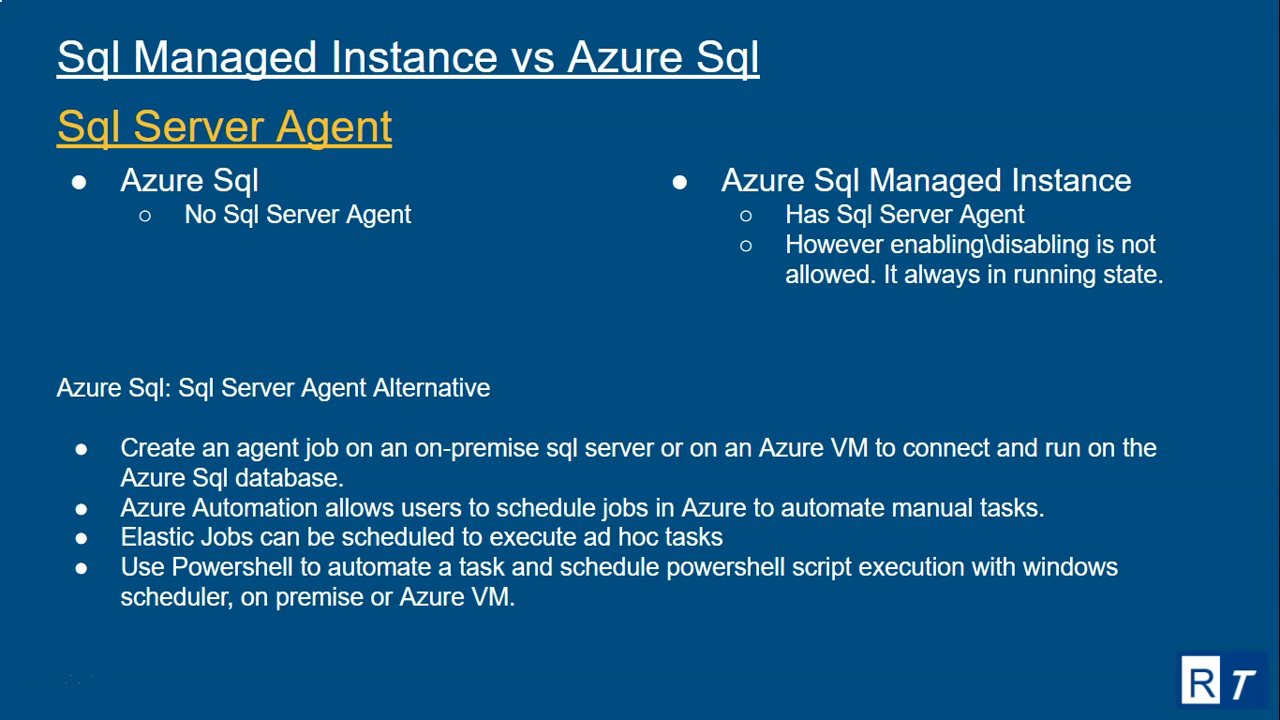 Sql Managed Instance vs Azure Sql
Sql Server Agent
● Azure Sql
○ No Sql Server Agent
● Azure Sql Managed Instance
○ Has Sql Server Agent
○ However enabling\disabling is not
allowed. It always in running state.
Azure Sql: Sql Server Agent Alternative
● Create an agent job on an on-premise sql server or on an Azure VM to connect and run on the
Azure Sql database.
● Azure Automation allows users to schedule jobs in Azure to automate manual tasks.
● Elastic Jobs can be scheduled to execute ad hoc tasks
● Use Powershell to automate a task and schedule powershell script execution with windows
scheduler, on premise or Azure VM.
R T